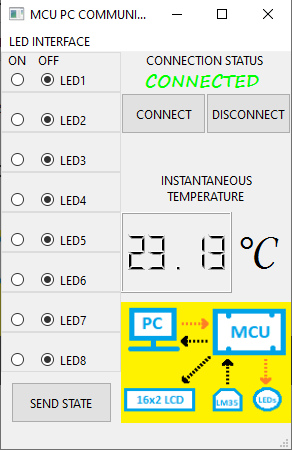 MCU PC COMMUNI...
LED INTERFACE
ON OFF
LED1
LED2
LED3
LED4
LED5
LED6
LED7
LED8
SEND STATE
CONNECTION STATUS
CONNECTED
CONNECT DISCONNECT
INSTANTANEOUS
TEMPERATURE
23.13 °C
PC MCU
16x2 LCD LM35 LEDs